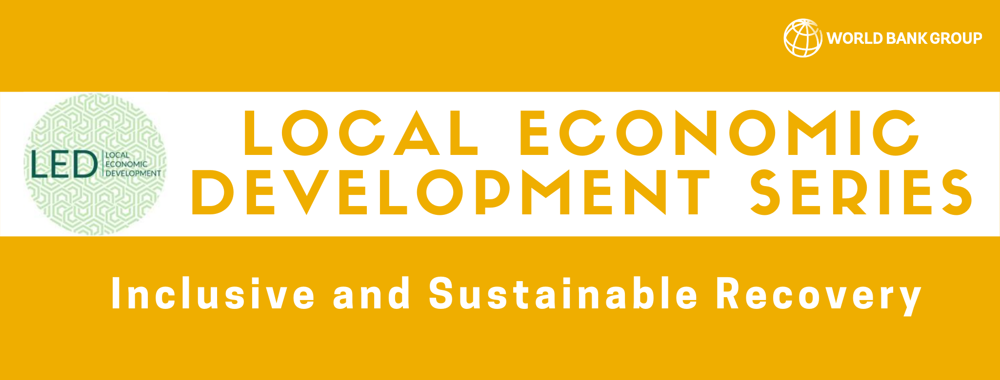 WORLD BANK GROUP
LOCAL ECONOMIC
DEVELOPMENT SERIES
LED
LOCAL
ECONOMIC
DEVELOPMENT
Inclusive and Sustainable Recovery